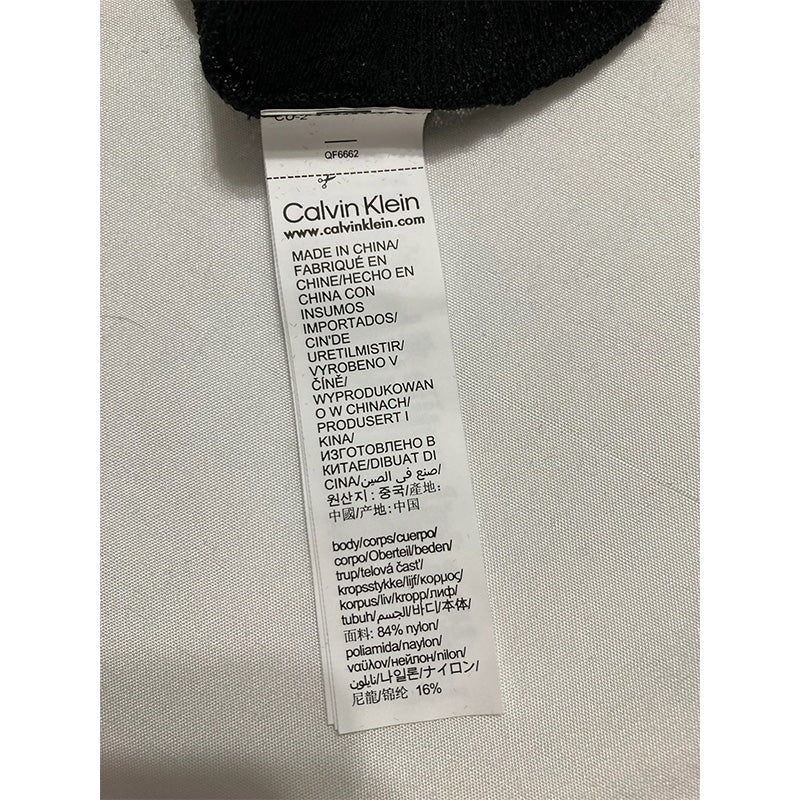 QF6662
Calvin Klein
www.calvinklein.com
MADE IN CHINA/
FABRIQUÉ EN
CHINE/HECHO EN
CHINA CON
INSUMOS
IMPORTADOS/
CIN'DE
URETILMISTIR/
VYROBENO V
ČÍNĚ/
WYPRODUKOWAN
O W CHINACH/
PRODUSERT I
KINA/
ИЗГОТОВЛЕНО В
КИТАЕ/DIBUAT DI
CINA/صنع في الصين/
원산지 : 중국/產地:
中國/产地: 中国
body/corps/cuerpo/
corpo/Oberteil/beden/
trup/telová časť/
kropsstykke/lijf/κορμος/
korpus/liv/kropp/лиф/
tubuh/الجسم/바디/本体/
面料: 84% nylon/
poliamida/naylon/
ναϋλον/нейлон/nilon/
نايلون/나일론/ナイロン/
尼龍/锦纶 16%